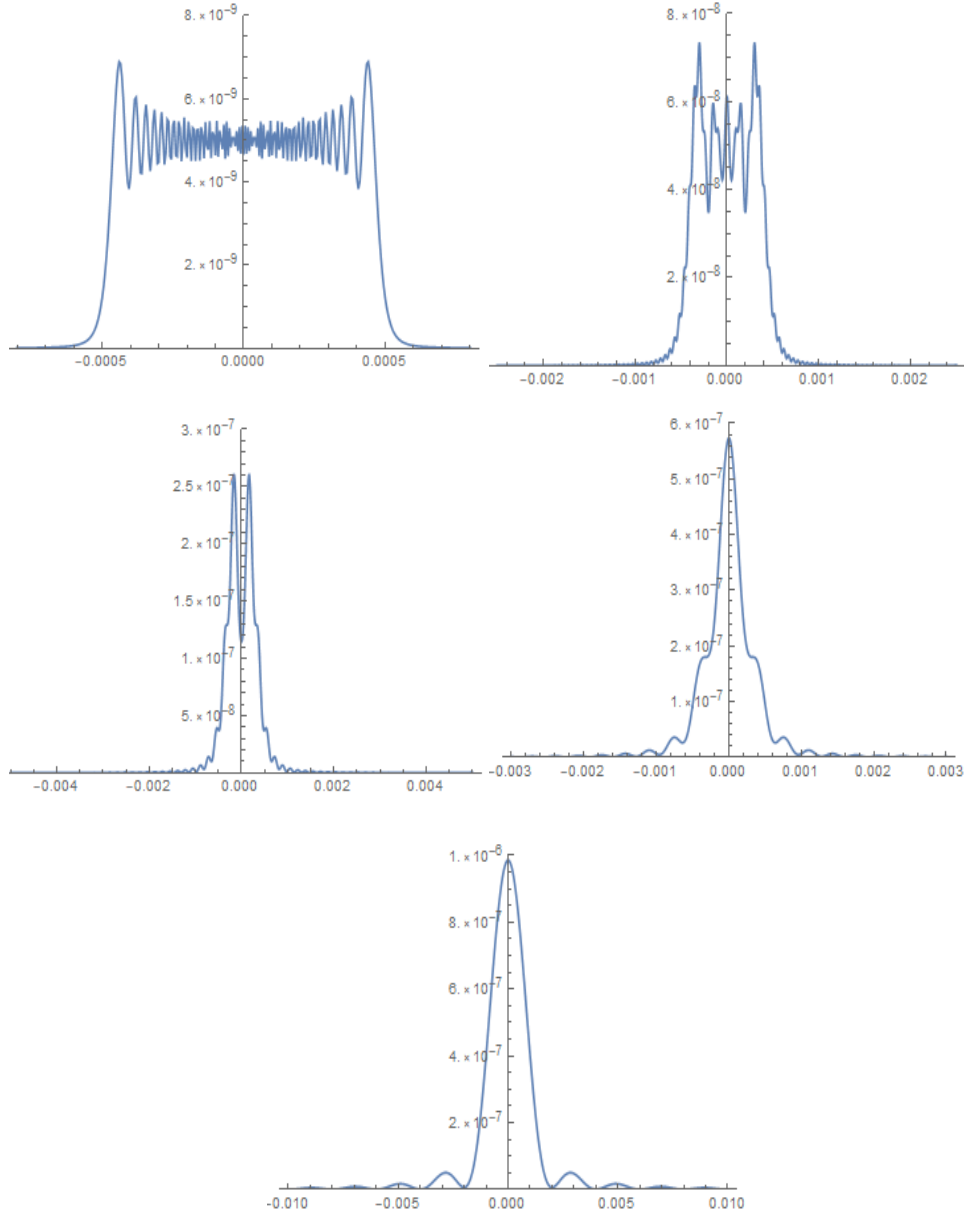 8. × 10⁻⁹
6. × 10⁻⁹
4. × 10⁻⁹
2. × 10⁻⁹
−0.0005 0.0000 0.0005
8. × 10⁻⁸
6. × 10⁻⁸
4. × 10⁻⁸
2. × 10⁻⁸
−0.002 −0.001 0.000 0.001 0.002
3. × 10⁻⁷
2.5 × 10⁻⁷
2. × 10⁻⁷
1.5 × 10⁻⁷
1. × 10⁻⁷
5. × 10⁻⁸
−0.004 −0.002 0.000 0.002 0.004
6. × 10⁻⁷
5. × 10⁻⁷
4. × 10⁻⁷
3. × 10⁻⁷
2. × 10⁻⁷
1. × 10⁻⁷
−0.003 −0.002 −0.001 0.000 0.001 0.002 0.003
1. × 10⁻⁶
8. × 10⁻⁷
6. × 10⁻⁷
4. × 10⁻⁷
2. × 10⁻⁷
−0.010 −0.005 0.000 0.005 0.010